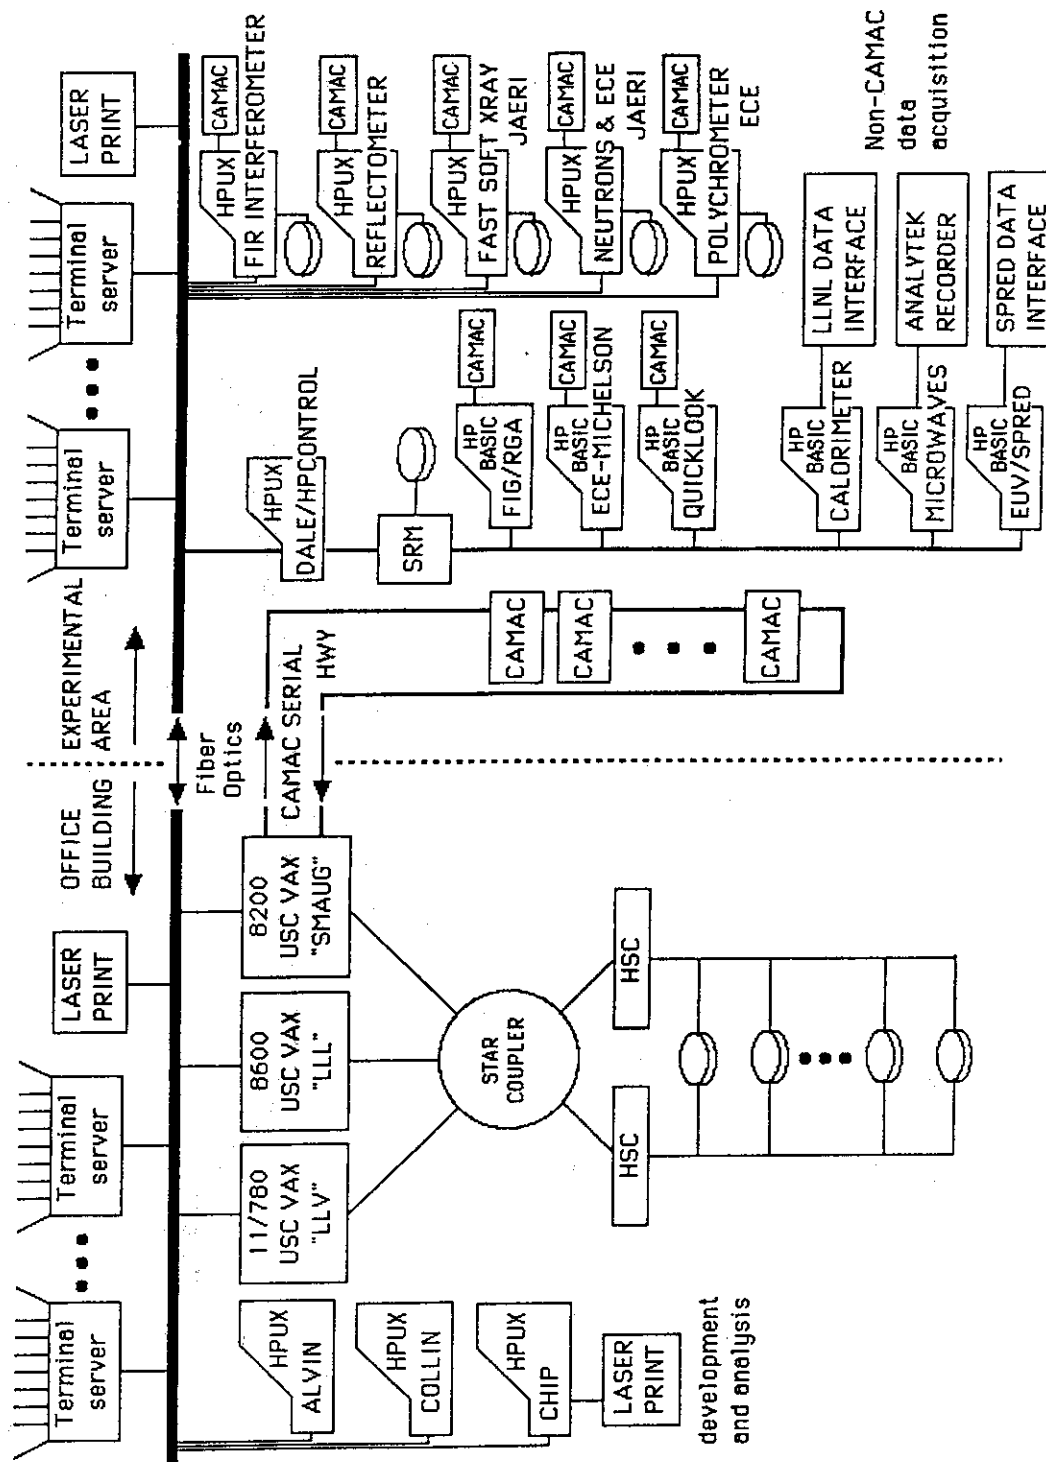 Terminal
server
Terminal
server
LASER
PRINT
OFFICE
BUILDING
EXPERIMENTAL
AREA
Terminal
server
Terminal
server
LASER
PRINT
Fiber
Optics
HPUX
ALVIN
HPUX
COLLIN
HPUX
CHIP
LASER
PRINT
development
and analysis
11/780
USC VAX
"LLV"
8600
USC VAX
"LLL"
8200
USC VAX
"SMAUG"
STAR
COUPLER
HSC
HSC
CAMAC SERIAL
HWY
CAMAC
CAMAC
CAMAC
HPUX
DALE/HPCONTROL
SRM
HP
BASIC
FIG/RGA
CAMAC
HP
BASIC
ECE-MICHELSON
CAMAC
HP
BASIC
QUICKLOOK
CAMAC
HP
BASIC
CALORIMETER
LLNL DATA
INTERFACE
HP
BASIC
MICROWAVES
ANALYTEK
RECORDER
HP
BASIC
EUV/SPRED
SPRED DATA
INTERFACE
HPUX
FIR INTERFEROMETER
CAMAC
HPUX
REFLECTOMETER
CAMAC
HPUX
FAST SOFT XRAY
JAERI
CAMAC
HPUX
NEUTRONS & ECE
JAERI
CAMAC
HPUX
POLYCHROMETER
ECE
CAMAC
Non-CAMAC
data
acquisition